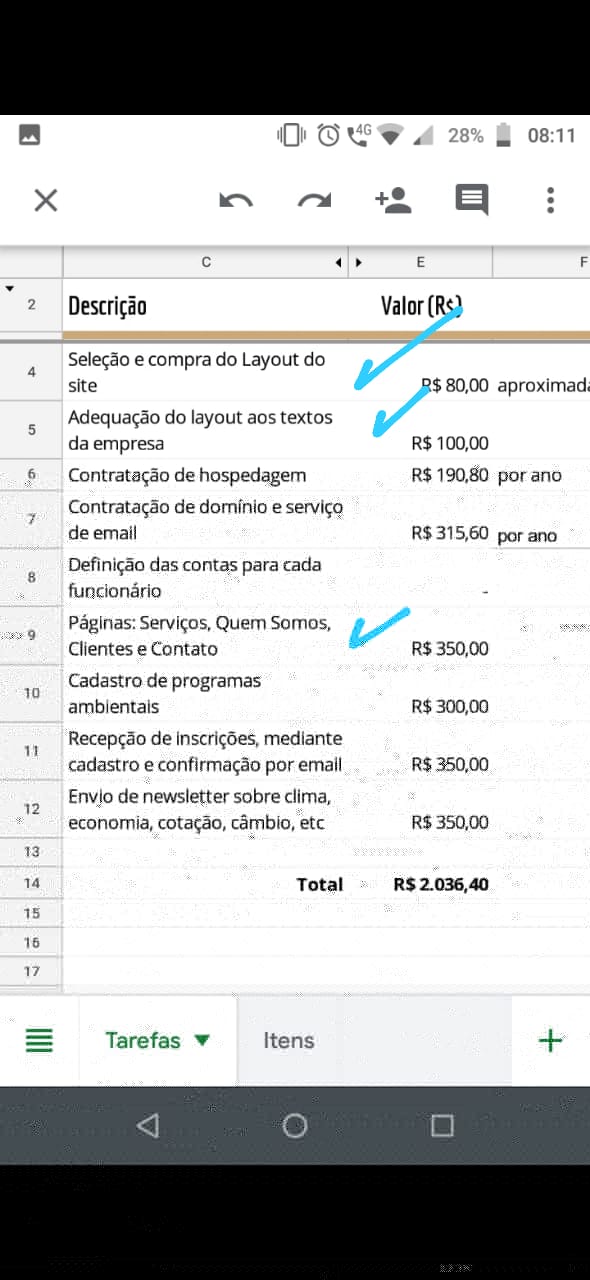 4G 28% 08:11
C E F
2 Descrição Valor (R$)
4 Seleção e compra do Layout do
site R$ 80,00 aproximada
5 Adequação do layout aos textos
da empresa R$ 100,00
6 Contratação de hospedagem R$ 190,80 por ano
7 Contratação de domínio e serviço
de email R$ 315,60 por ano
8 Definição das contas para cada
funcionário -
9 Páginas: Serviços, Quem Somos,
Clientes e Contato R$ 350,00
10 Cadastro de programas
ambientais R$ 300,00
11 Recepção de inscrições, mediante
cadastro e confirmação por email R$ 350,00
12 Envio de newsletter sobre clima,
economia, cotação, câmbio, etc R$ 350,00
13
14 Total R$ 2.036,40
15
16
17
Tarefas Itens